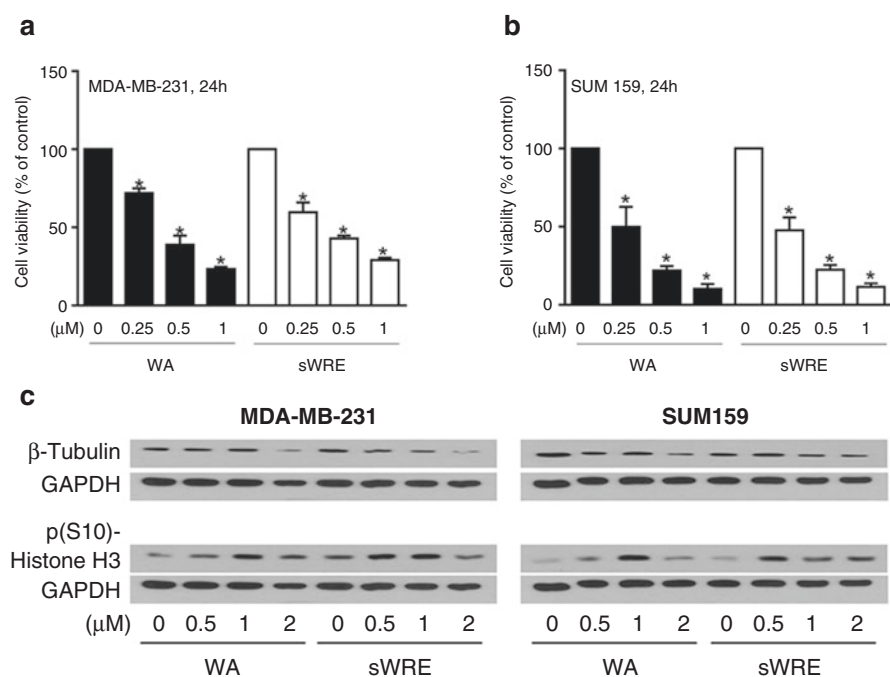 a
150
MDA-MB-231, 24h
100
50
0
Cell viability (% of control)
* * * * * *
(μM) 0 0.25 0.5 1 0 0.25 0.5 1
WA sWRE
b
150
SUM 159, 24h
100
50
0
Cell viability (% of control)
* * * * * *
(μM) 0 0.25 0.5 1 0 0.25 0.5 1
WA sWRE
c
MDA-MB-231 SUM159
β-Tubulin
GAPDH
p(S10)-
Histone H3
GAPDH
(μM) 0 0.5 1 2 0 0.5 1 2 0 0.5 1 2 0 0.5 1 2
WA sWRE WA sWRE